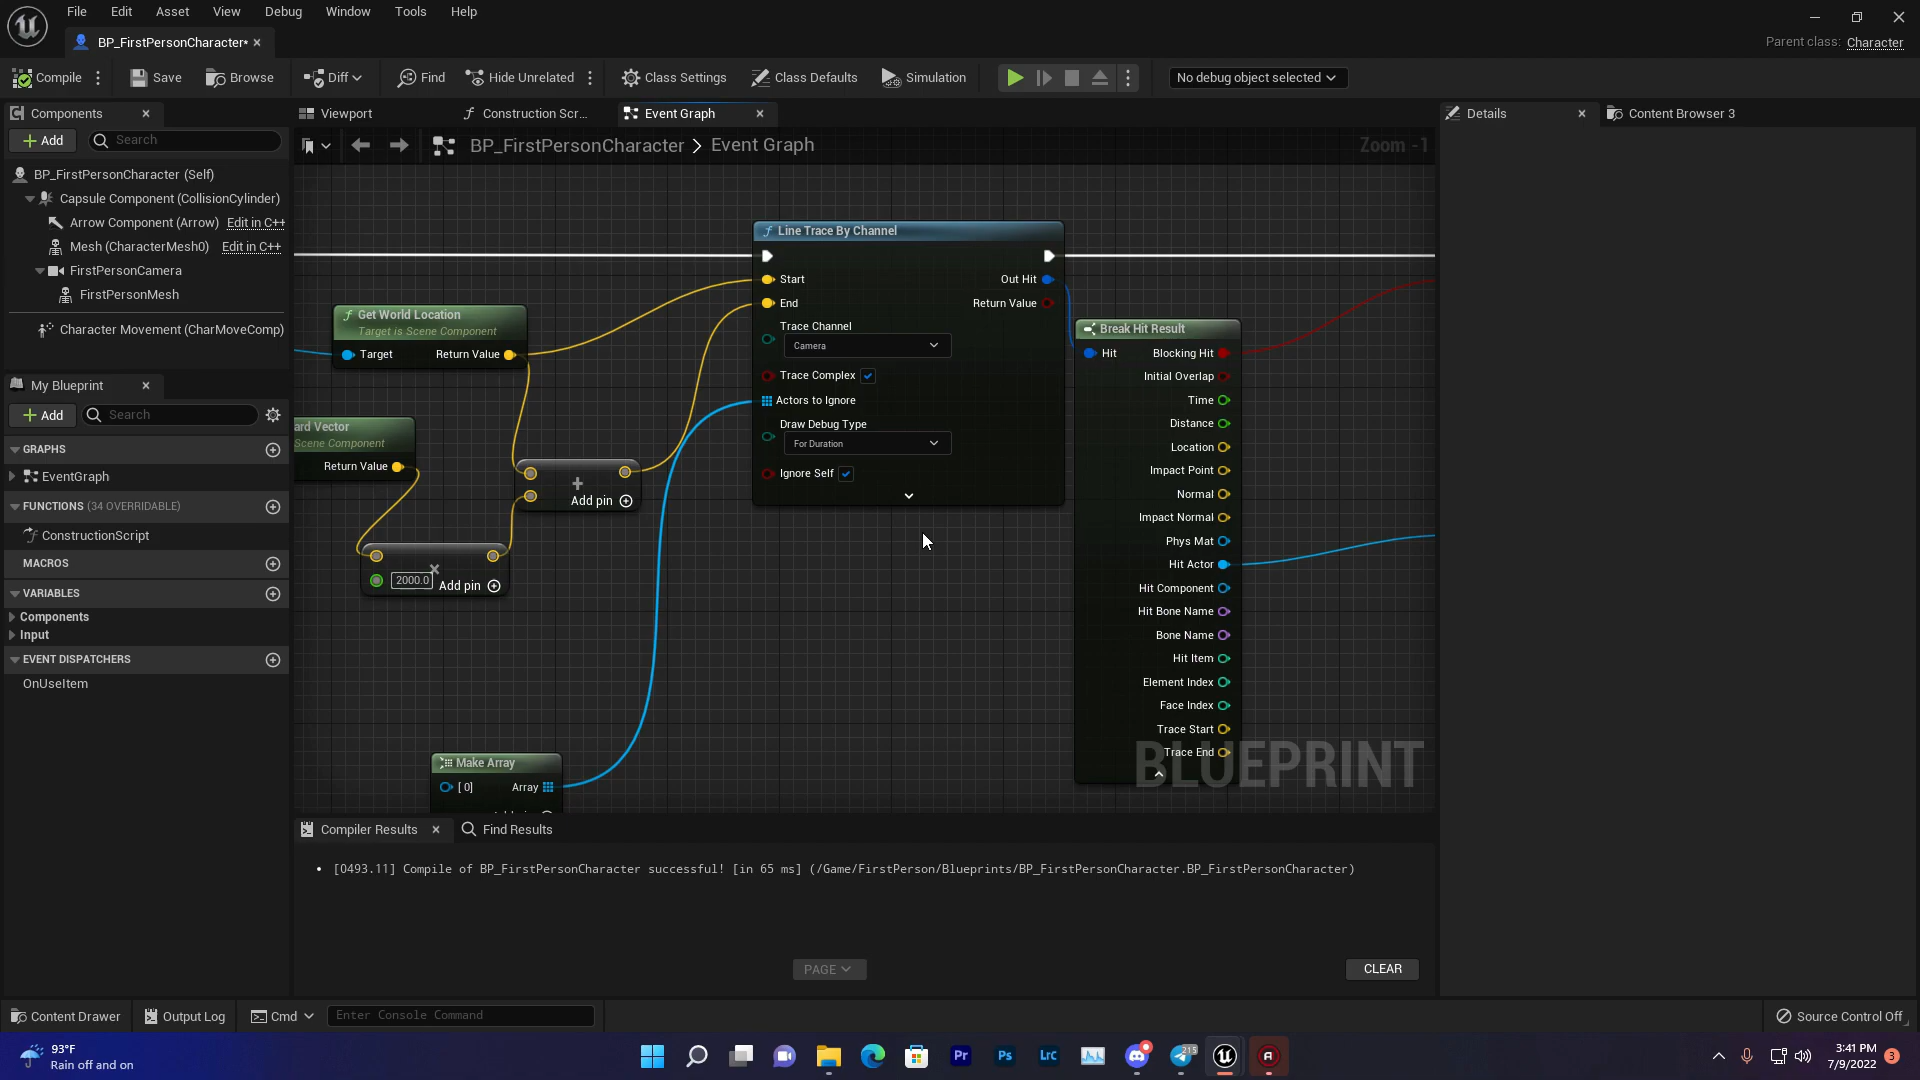 File Edit Asset View Debug Window Tools Help
BP_FirstPersonCharacter*
Parent class: Character
Compile Save Browse Diff Find Hide Unrelated Class Settings Class Defaults Simulation No debug object selected
Components
Viewport Construction Scr... Event Graph
Details Content Browser 3
Add Search
BP_FirstPersonCharacter > Event Graph
Zoom -1
BP_FirstPersonCharacter (Self)
Capsule Component (CollisionCylinder)
Arrow Component (Arrow) Edit in C++
Mesh (CharacterMesh0) Edit in C++
FirstPersonCamera
FirstPersonMesh
Character Movement (CharMoveComp)
My Blueprint
Add Search
GRAPHS
EventGraph
FUNCTIONS (34 OVERRIDABLE)
ConstructionScript
MACROS
VARIABLES
Components
Input
EVENT DISPATCHERS
OnUseItem
Get World Location
Target is Scene Component
Target Return Value
ard Vector
Scene Component
Return Value
Add pin
2000.0 Add pin
Make Array
[0] Array
Line Trace By Channel
Start Out Hit
End Return Value
Trace Channel
Camera
Trace Complex
Actors to Ignore
Draw Debug Type
For Duration
Ignore Self
Break Hit Result
Hit Blocking Hit
Initial Overlap
Time
Distance
Location
Impact Point
Normal
Impact Normal
Phys Mat
Hit Actor
Hit Component
Hit Bone Name
Bone Name
Hit Item
Element Index
Face Index
Trace Start
Trace End
BLUEPRINT
Compiler Results Find Results
[0493.11] Compile of BP_FirstPersonCharacter successful! [in 65 ms] (/Game/FirstPerson/Blueprints/BP_FirstPersonCharacter.BP_FirstPersonCharacter)
PAGE
CLEAR
Content Drawer Output Log Cmd Enter Console Command Source Control Off
93°F
Rain off and on
Pr Ps Lrc
215
3:41 PM
7/9/2022
3